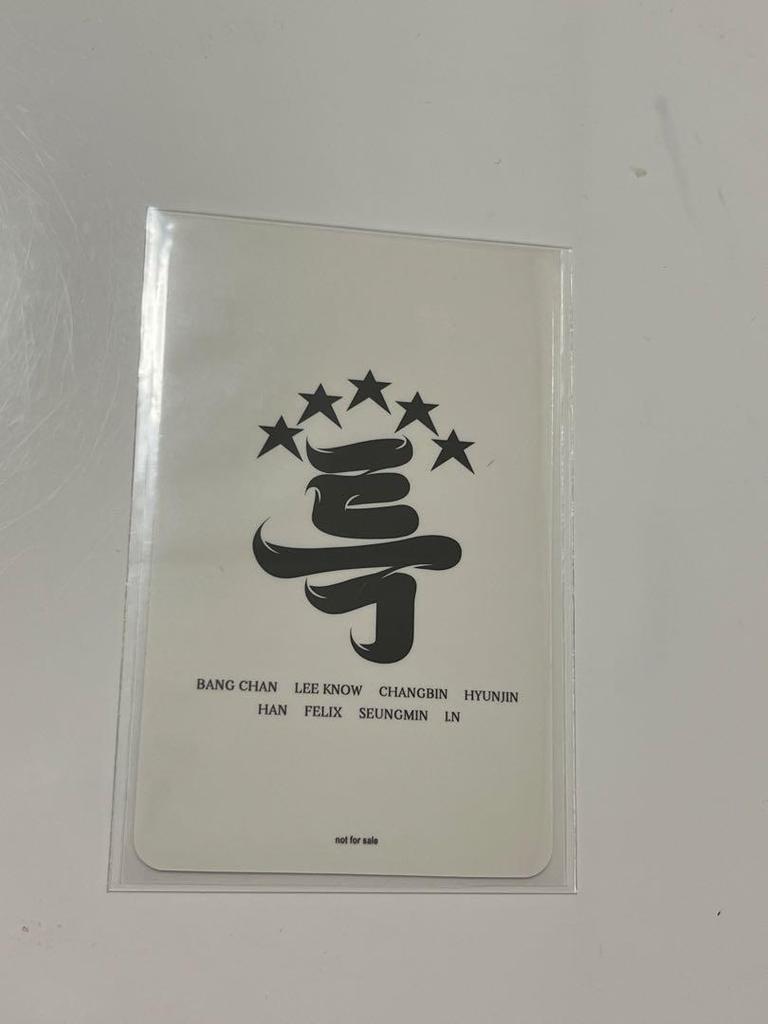 ★★★★★
특
BANG CHAN LEE KNOW CHANGBIN HYUNJIN
HAN FELIX SEUNGMIN I.N
not for sale